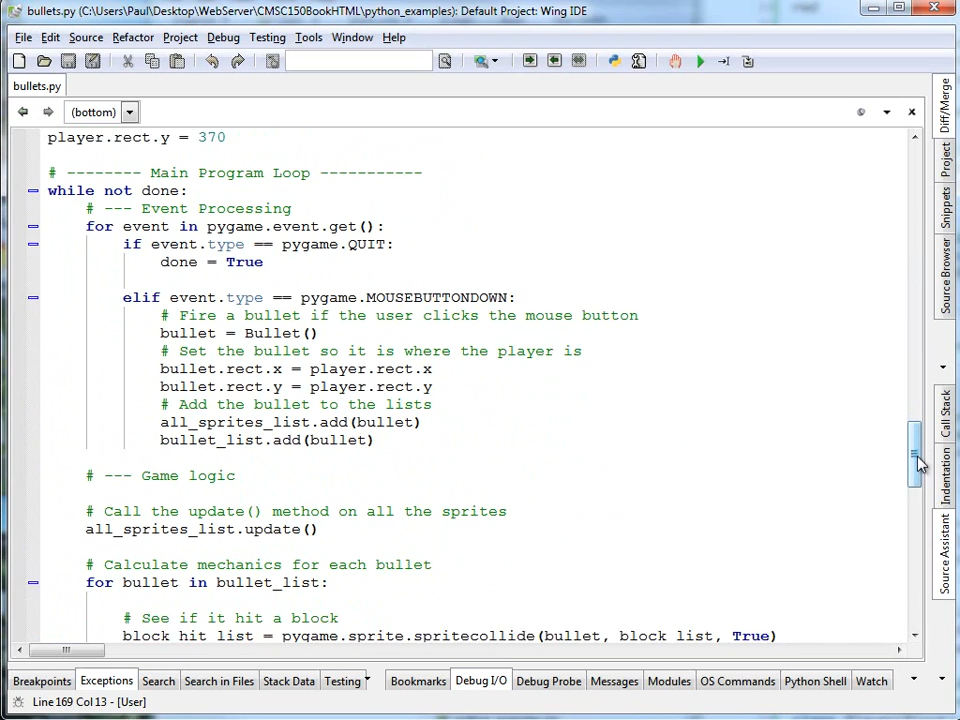 bullets.py (C:\Users\Paul\Desktop\WebServer\CMSC150BookHTML\python_examples): Default Project: Wing IDE
File Edit Source Refactor Project Debug Testing Tools Window Help
bullets.py
(bottom)
player.rect.y = 370
# -------- Main Program Loop -----------
while not done:
# --- Event Processing
for event in pygame.event.get():
if event.type == pygame.QUIT:
done = True
elif event.type == pygame.MOUSEBUTTONDOWN:
# Fire a bullet if the user clicks the mouse button
bullet = Bullet()
# Set the bullet so it is where the player is
bullet.rect.x = player.rect.x
bullet.rect.y = player.rect.y
# Add the bullet to the lists
all_sprites_list.add(bullet)
bullet_list.add(bullet)
# --- Game logic
# Call the update() method on all the sprites
all_sprites_list.update()
# Calculate mechanics for each bullet
for bullet in bullet_list:
# See if it hit a block
block_hit_list = pygame.sprite.spritecollide(bullet, block_list, True)
Diff/Merge
Project
Snippets
Source Browser
Call Stack
Indentation
Source Assistant
Breakpoints Exceptions Search Search in Files Stack Data Testing Bookmarks Debug I/O Debug Probe Messages Modules OS Commands Python Shell Watch
Line 169 Col 13 - [User]